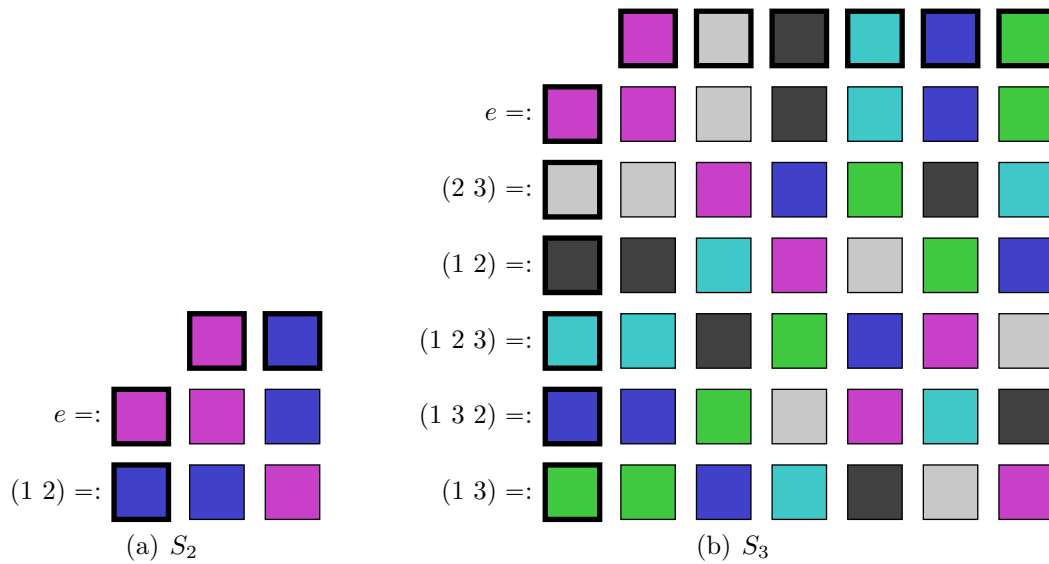 e =:
(2 3) =:
(1 2) =:
(1 2 3) =:
(1 3 2) =:
(1 3) =:
(b) S₃
e =:
(1 2) =:
(a) S₂